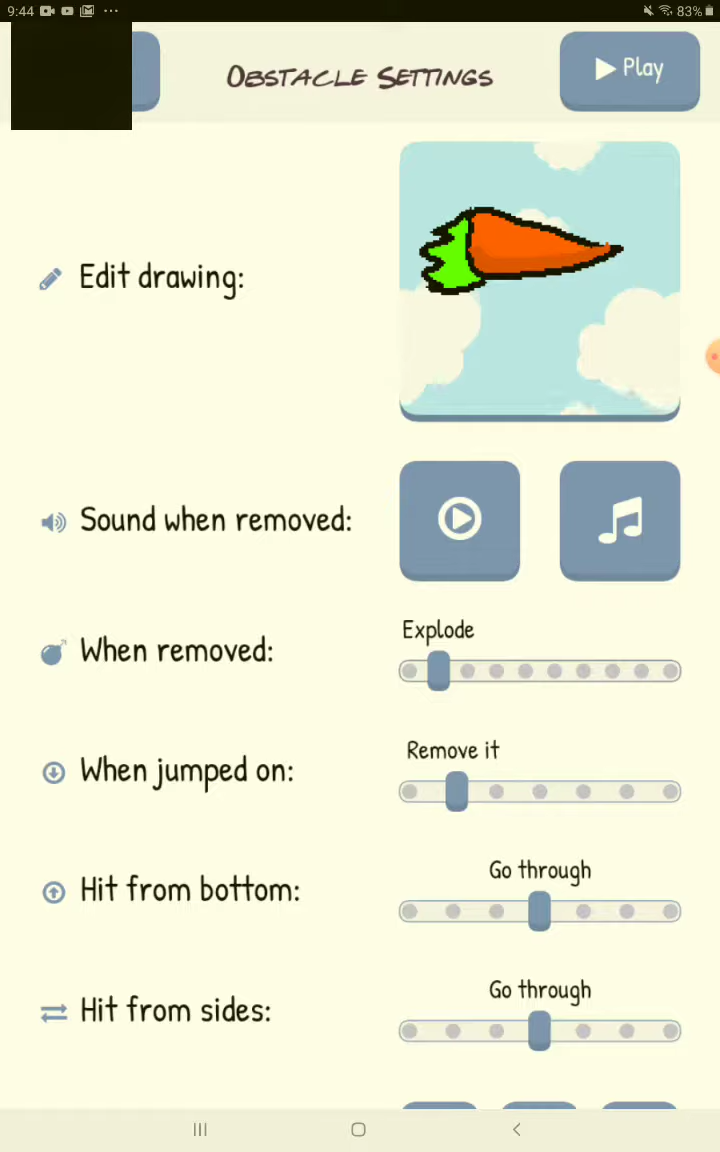 9:44
83%
Obstacle Settings
Play
Edit drawing:
Sound when removed:
Explode
When removed:
Remove it
When jumped on:
Go through
Hit from bottom:
Go through
Hit from sides: